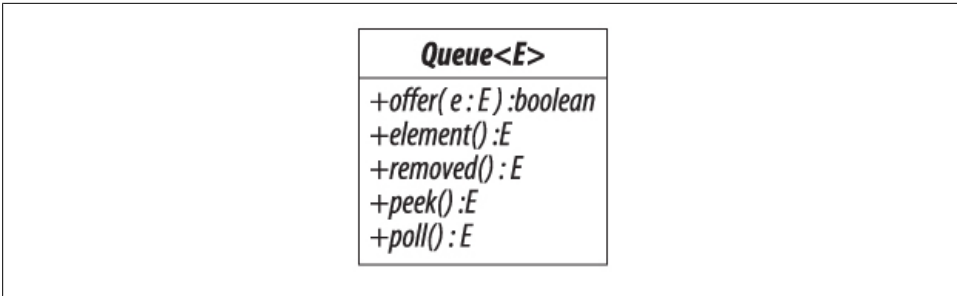 Queue<E>
+offer( e : E ) :boolean
+element() :E
+removed() : E
+peek() :E
+poll() : E